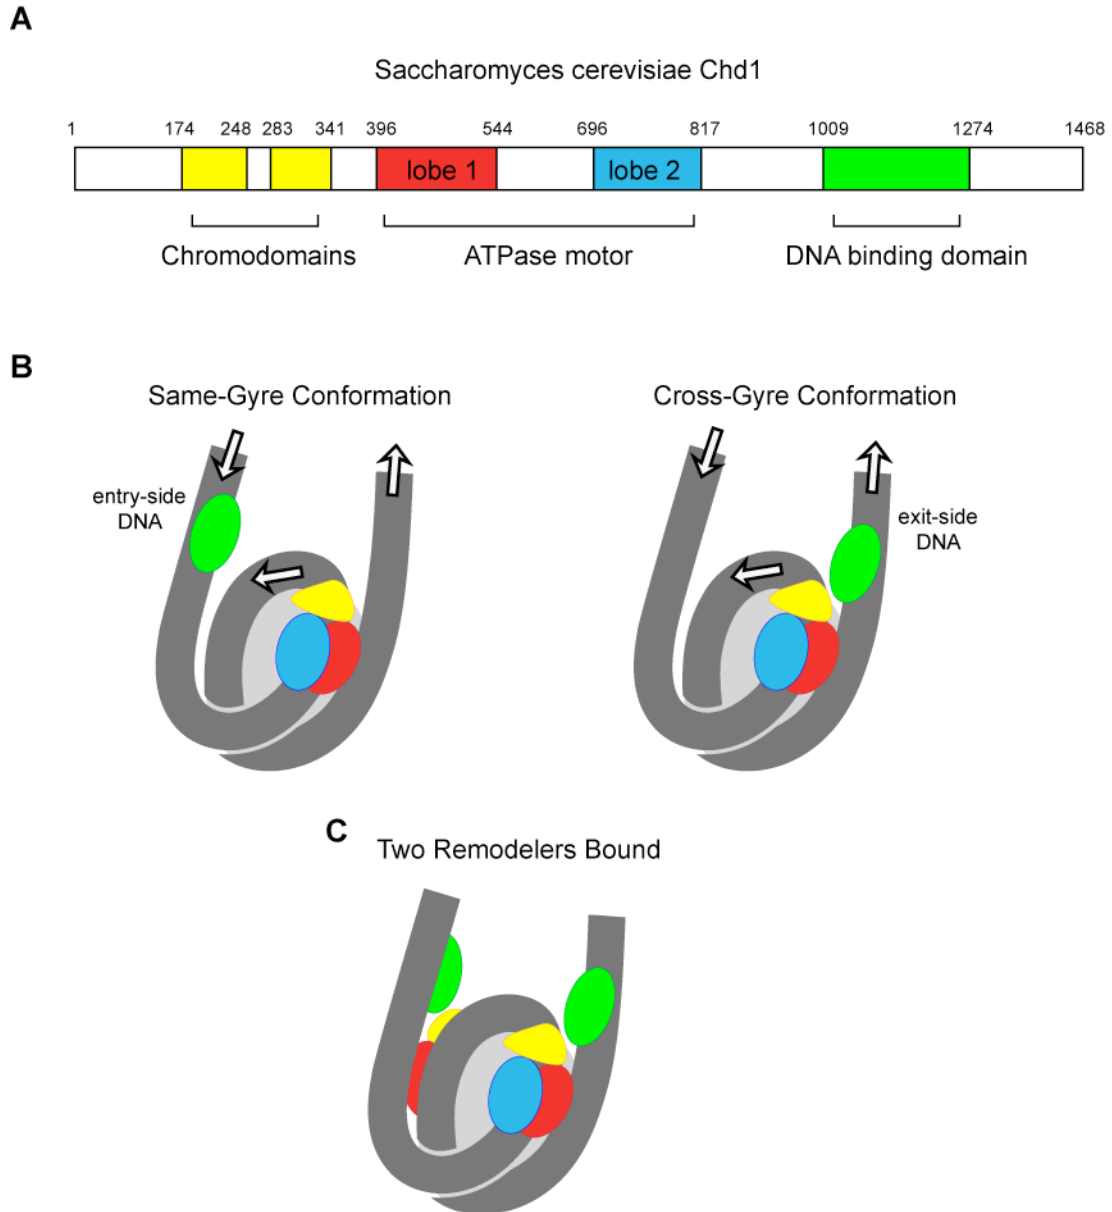 A
Saccharomyces cerevisiae Chd1
1 174 248 283 341 396 544 696 817 1009 1274 1468
lobe 1 lobe 2
Chromodomains ATPase motor DNA binding domain
B
Same-Gyre Conformation Cross-Gyre Conformation
entry-side
DNA
exit-side
DNA
C
Two Remodelers Bound